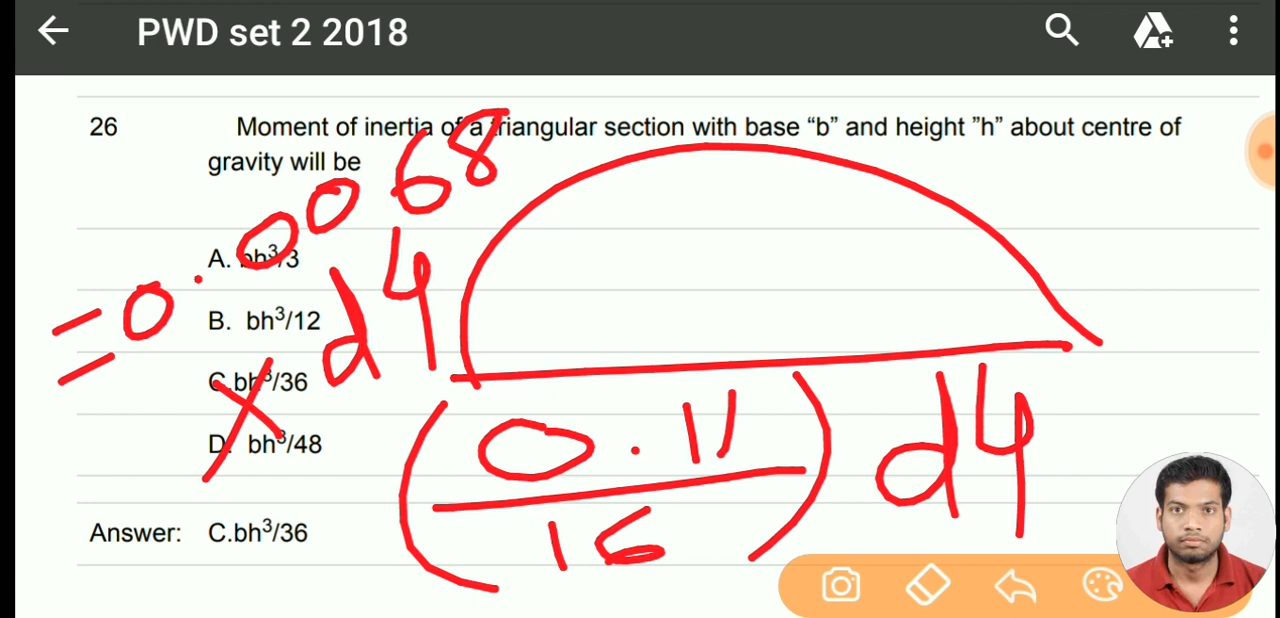 PWD set 2 2018
26 Moment of inertia of a triangular section with base “b” and height ”h” about centre of
gravity will be
A. bh³/3
B. bh³/12
C.bh³/36
D. bh³/48
Answer: C.bh³/36
=0.0068
× d4
(0.11/16) d4